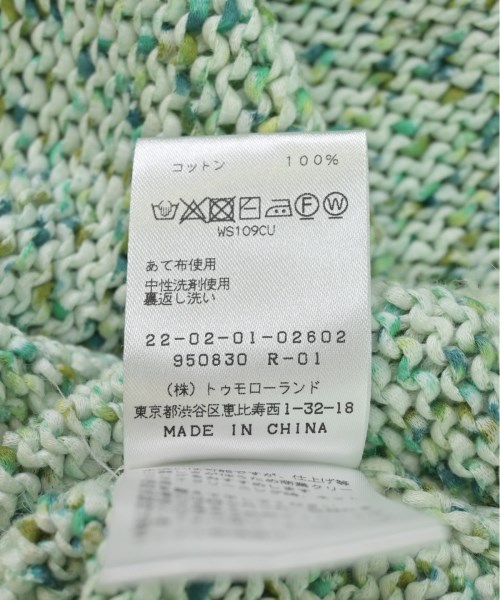 コットン 100%
WS109CU
あて布使用
中性洗剤使用
裏返し洗い
22-02-01-02602
950830 R-01
(株)トゥモローランド
東京都渋谷区恵比寿西1-32-18
MADE IN CHINA